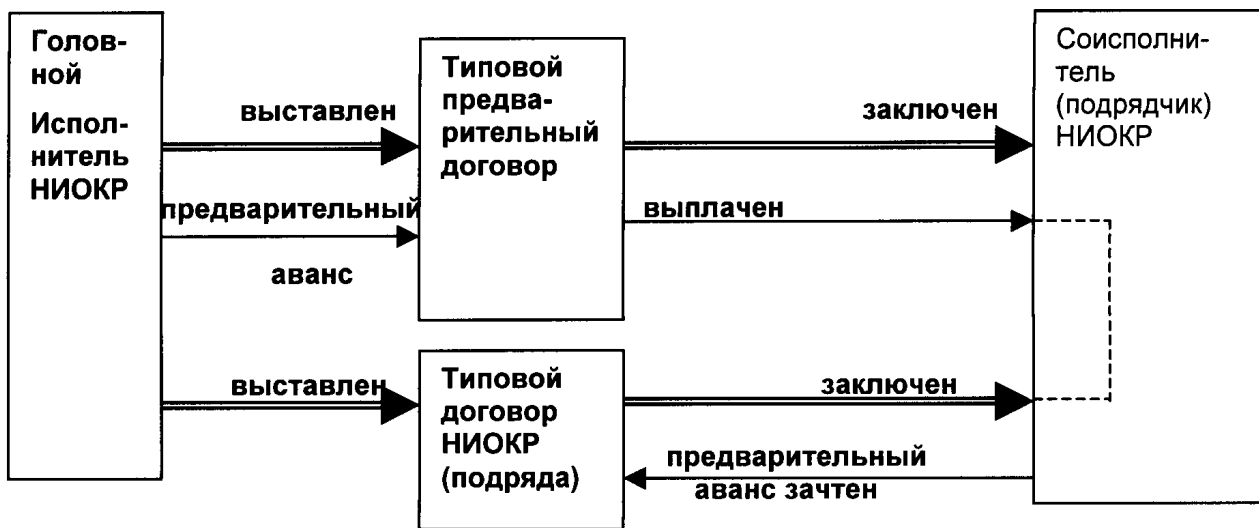 Голов-
ной
Испол-
нитель
НИОКР
выставлен
предварительный
аванс
выставлен
Типовой
предва-
рительный
договор
Типовой
договор
НИОКР
(подряда)
заключен
выплачен
заключен
предварительный
аванс зачтен
Соисполни-
тель
(подрядчик)
НИОКР